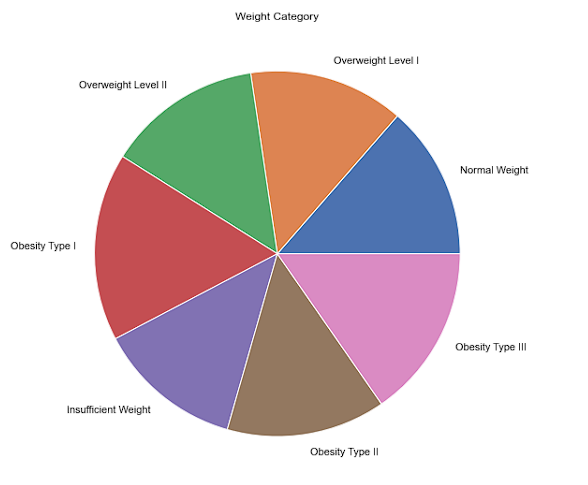 Weight Category
Overweight Level I
Overweight Level II
Normal Weight
Obesity Type I
Obesity Type III
Insufficient Weight
Obesity Type II